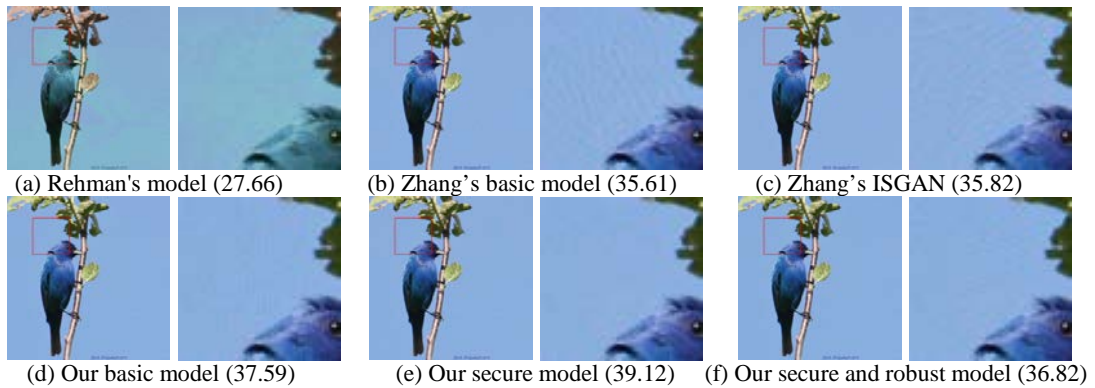 (a) Rehman's model (27.66)
(b) Zhang’s basic model (35.61)
(c) Zhang’s ISGAN (35.82)
(d) Our basic model (37.59)
(e) Our secure model (39.12)
(f) Our secure and robust model (36.82)